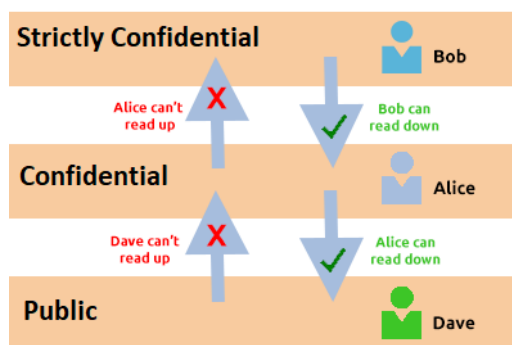 Strictly Confidential
Bob
Alice can't
read up
X
Bob can
read down
Confidential
Alice
Dave can't
read up
X
Alice can
read down
Public
Dave